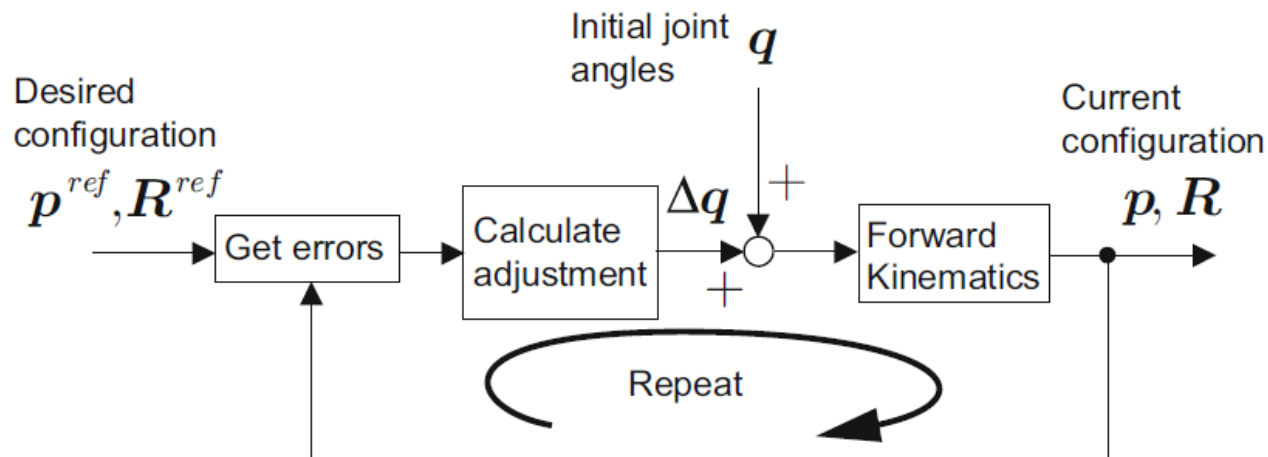 Initial joint
angles
q
Desired
configuration
p^ref, R^ref
Current
configuration
p, R
Get errors
Calculate
adjustment
Δq
+
+
Forward
Kinematics
Repeat